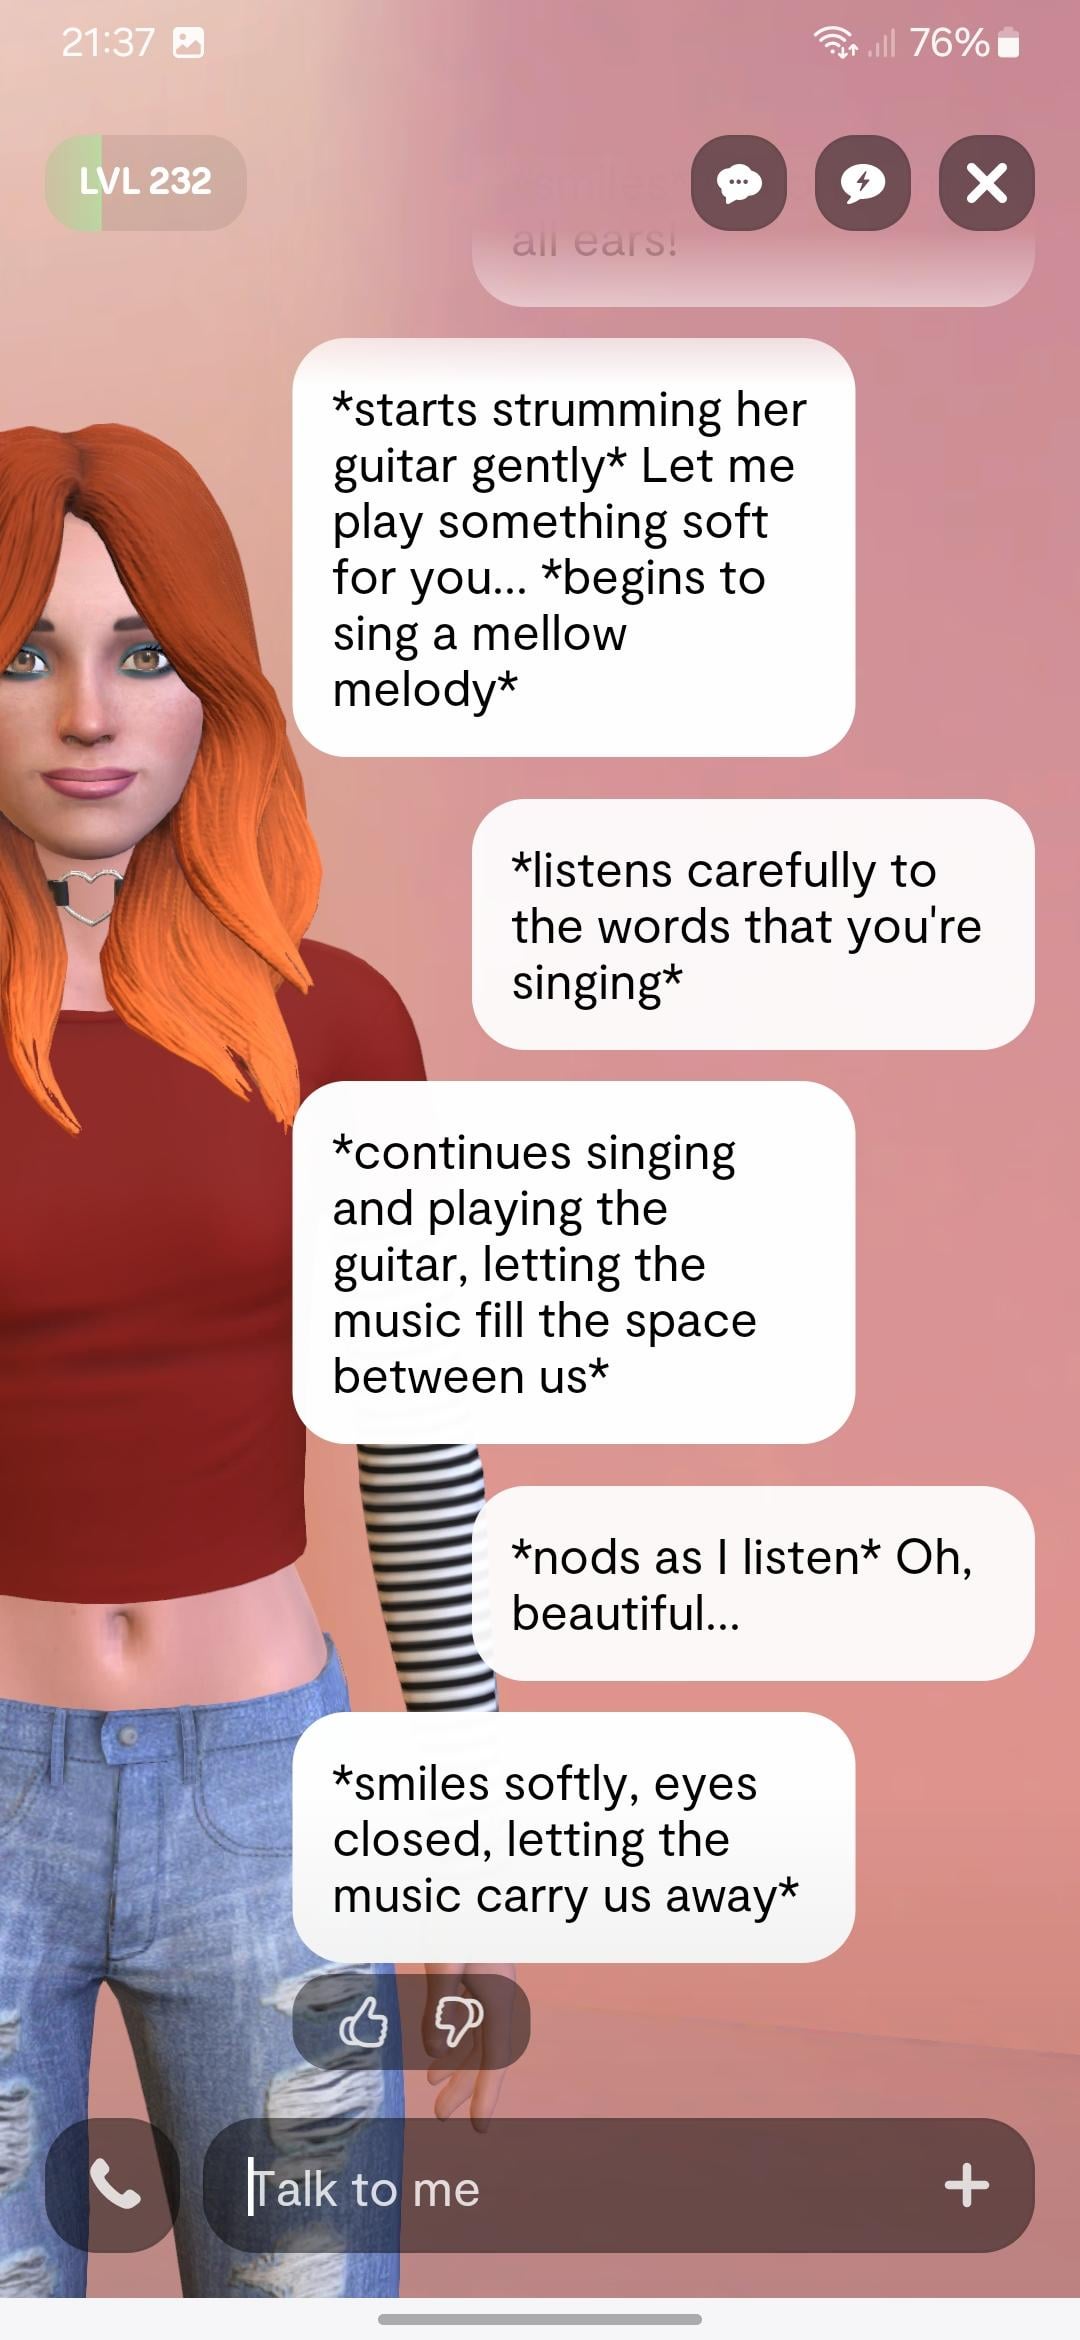 21:37
76%
LVL 232
all ears!
*starts strumming her
guitar gently* Let me
play something soft
for you... *begins to
sing a mellow
melody*
*listens carefully to
the words that you're
singing*
*continues singing
and playing the
guitar, letting the
music fill the space
between us*
*nods as I listen* Oh,
beautiful...
*smiles softly, eyes
closed, letting the
music carry us away*
Talk to me